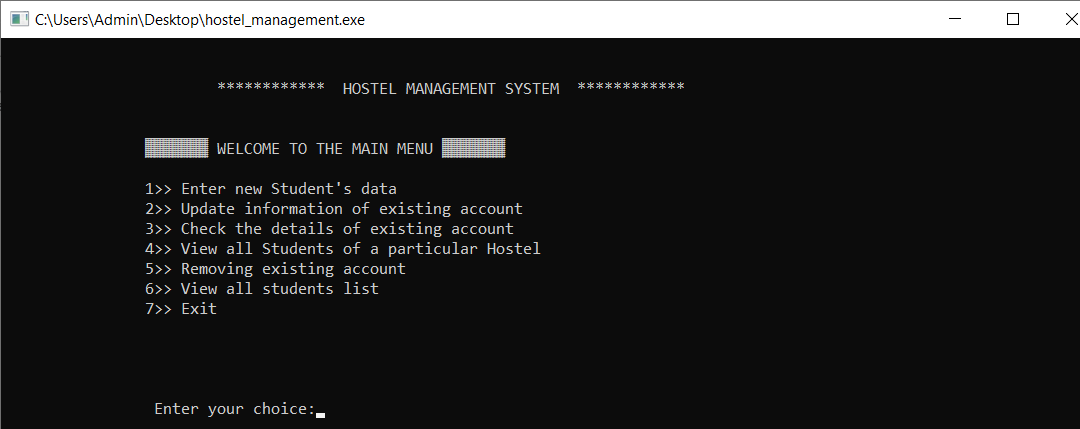 C:\Users\Admin\Desktop\hostel_management.exe
************ HOSTEL MANAGEMENT SYSTEM ************
▓▓▓▓▓▓▓ WELCOME TO THE MAIN MENU ▓▓▓▓▓▓▓
1>> Enter new Student's data
2>> Update information of existing account
3>> Check the details of existing account
4>> View all Students of a particular Hostel
5>> Removing existing account
6>> View all students list
7>> Exit
Enter your choice: